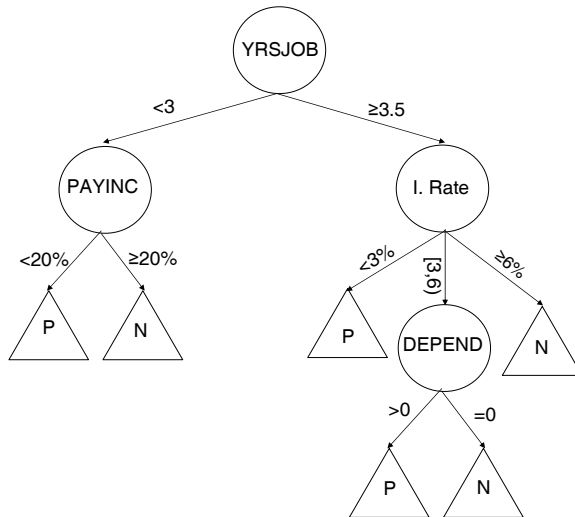 YRSJOB
<3
≥3.5
PAYINC
I. Rate
<20%
≥20%
<3%
[3,6)
≥6%
P
N
P
DEPEND
N
>0
=0
P
N